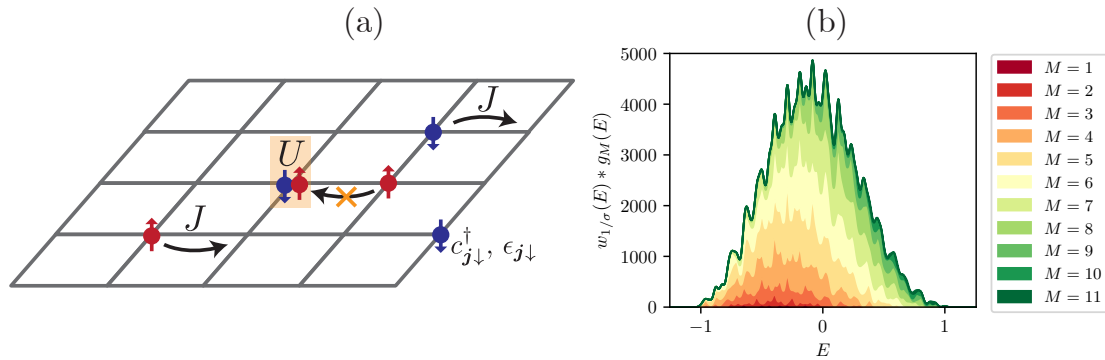 (a)
J
U
J
c†j↓, ϵj↓
(b)
w1/σ(E) * gM(E)
5000
4000
3000
2000
1000
0
−1
0
1
E
M = 1
M = 2
M = 3
M = 4
M = 5
M = 6
M = 7
M = 8
M = 9
M = 10
M = 11